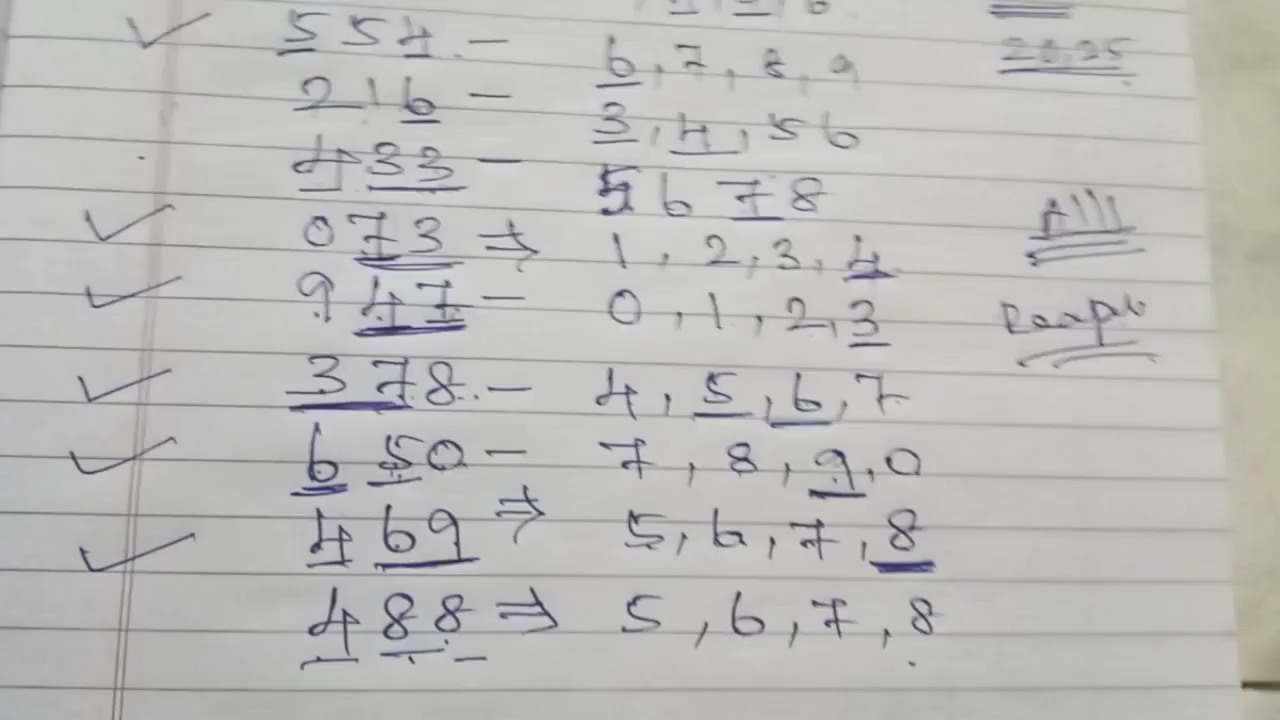 554 - 6, 7, 8, 9
216 - 3, 4, 5 6
433 - 5 6 7 8
073 ⇒ 1, 2, 3, 4
All
947 - 0, 1, 2, 3
378 - 4, 5, 6, 7
650 - 7, 8, 9, 0
469 ⇒ 5, 6, 7, 8
488 ⇒ 5, 6, 7, 8